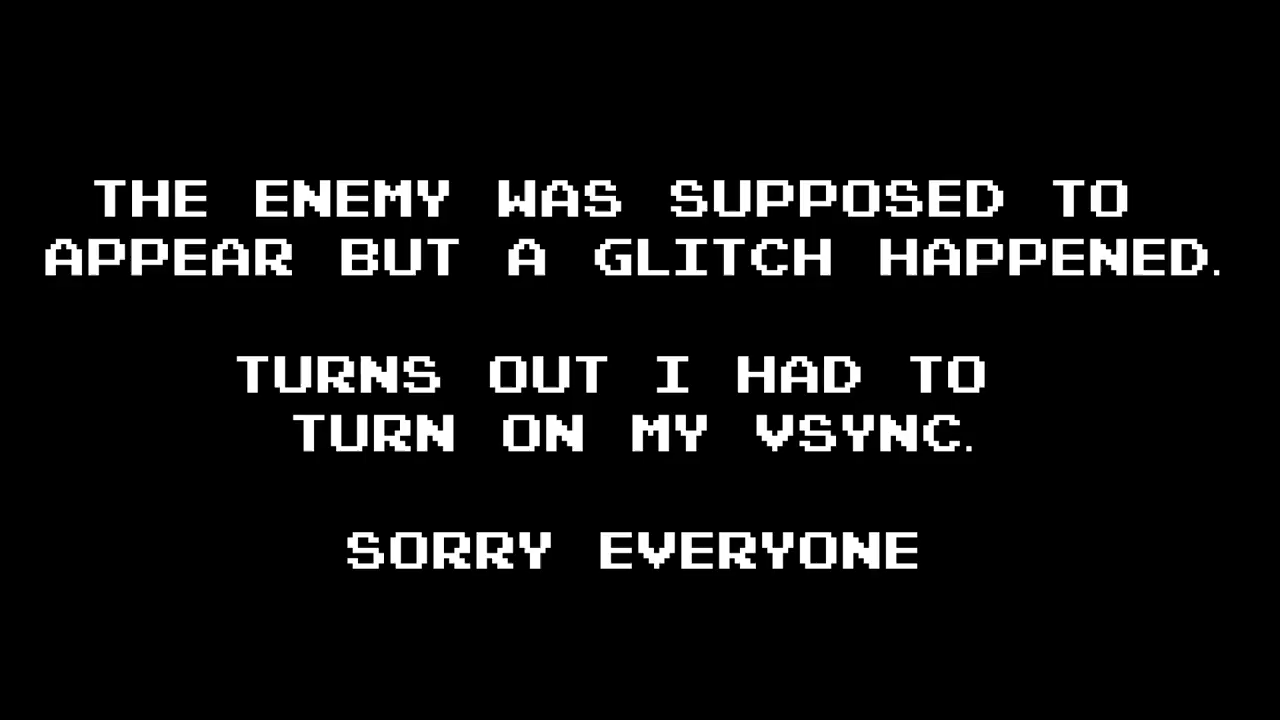 THE ENEMY WAS SUPPOSED TO
APPEAR BUT A GLITCH HAPPENED.
TURNS OUT I HAD TO
TURN ON MY VSYNC.
SORRY EVERYONE